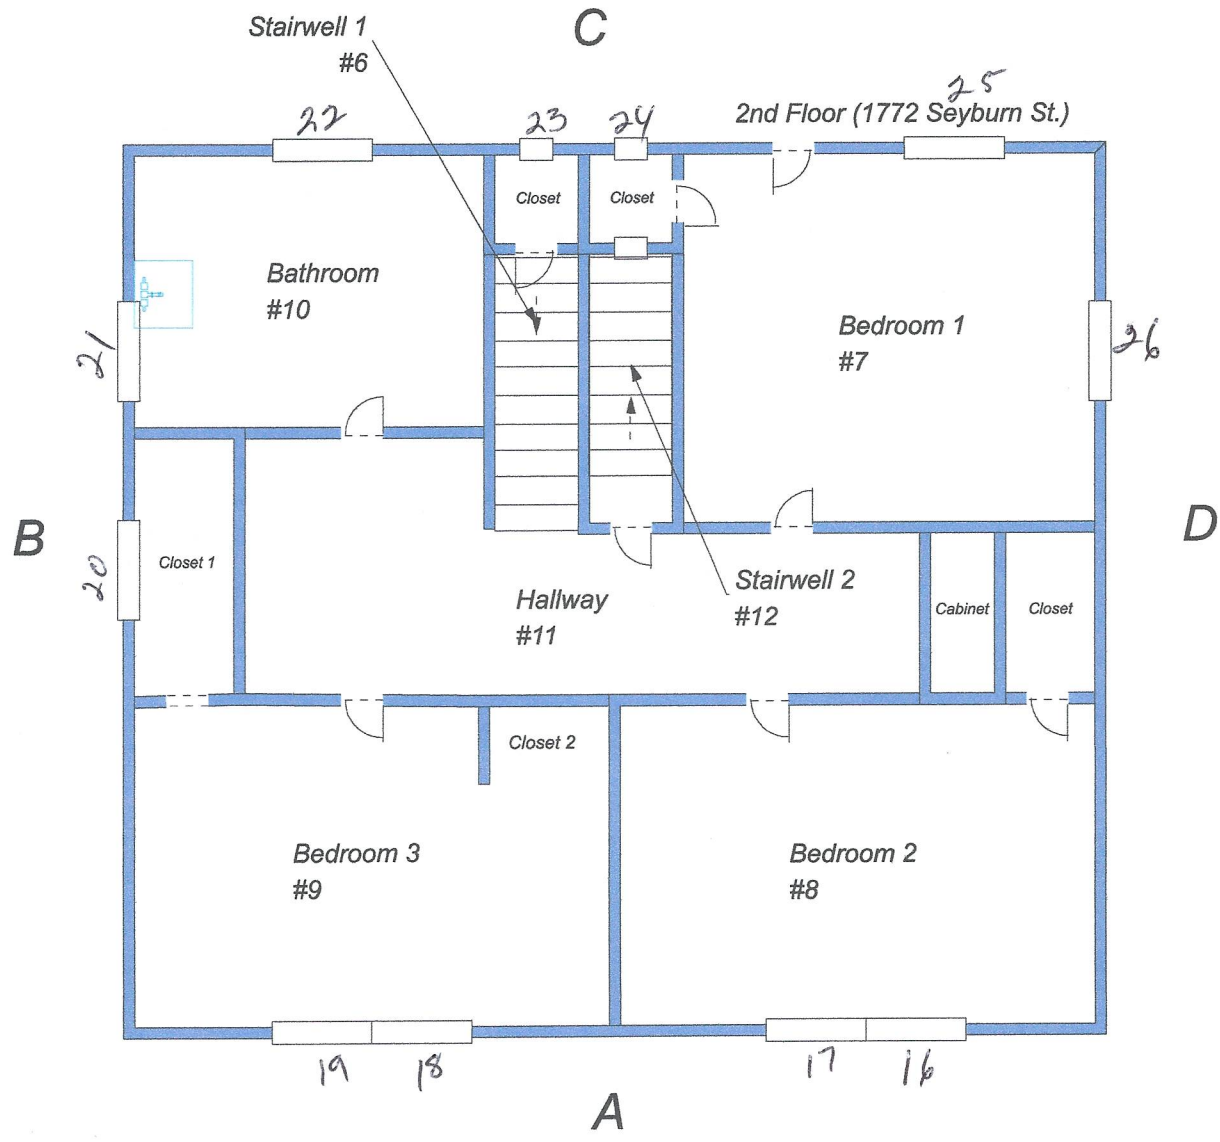 Stairwell 1
#6
C
25
2nd Floor (1772 Seyburn St.)
22
23
24
Closet
Closet
Bathroom
#10
Bedroom 1
#7
21
26
B
D
20
Closet 1
Hallway
#11
Stairwell 2
#12
Cabinet
Closet
Closet 2
Bedroom 3
#9
Bedroom 2
#8
19
18
17
16
A